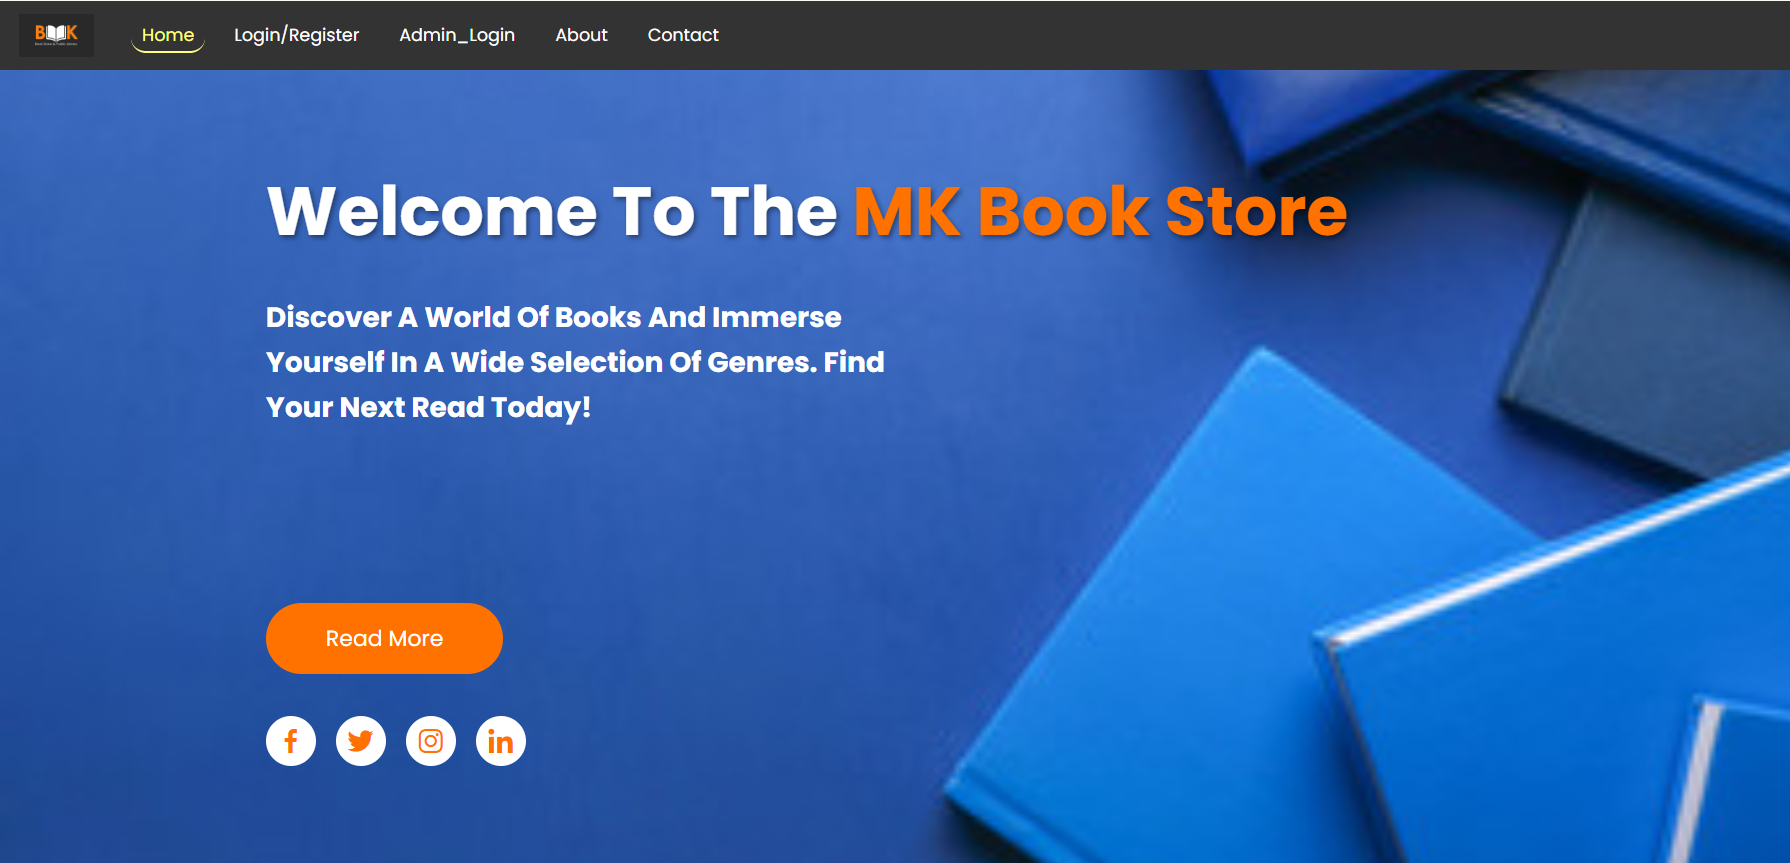 BOOK
Home
Login/Register
Admin_Login
About
Contact
Welcome To The MK Book Store
Discover A World Of Books And Immerse
Yourself In A Wide Selection Of Genres. Find
Your Next Read Today!
Read More